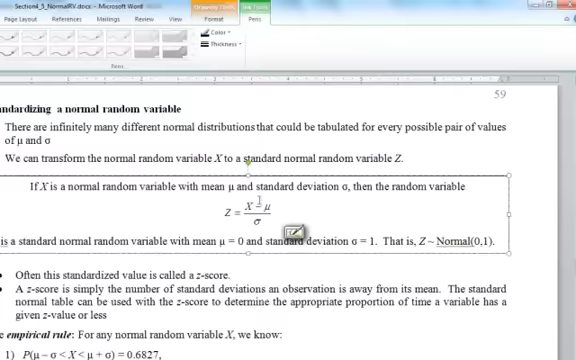 Section4_5_NormalRV.docx - Microsoft Word
Drawing Tools
Ink Tools
Page Layout References Mailings Review View Format Pens
Color
Thickness
Pens
59
ndardizing a normal random variable
There are infinitely many different normal distributions that could be tabulated for every possible pair of values
of μ and σ
We can transform the normal random variable X to a standard normal random variable Z.
If X is a normal random variable with mean μ and standard deviation σ, then the random variable
Z = (X − μ) / σ
is a standard normal random variable with mean μ = 0 and standard deviation σ = 1. That is, Z ~ Normal(0,1).
• Often this standardized value is called a z-score.
• A z-score is simply the number of standard deviations an observation is away from its mean. The standard
normal table can be used with the z-score to determine the appropriate proportion of time a variable has a
given z-value or less
e empirical rule: For any normal random variable X, we know:
1) P(μ – σ < X < μ + σ) = 0.6827,